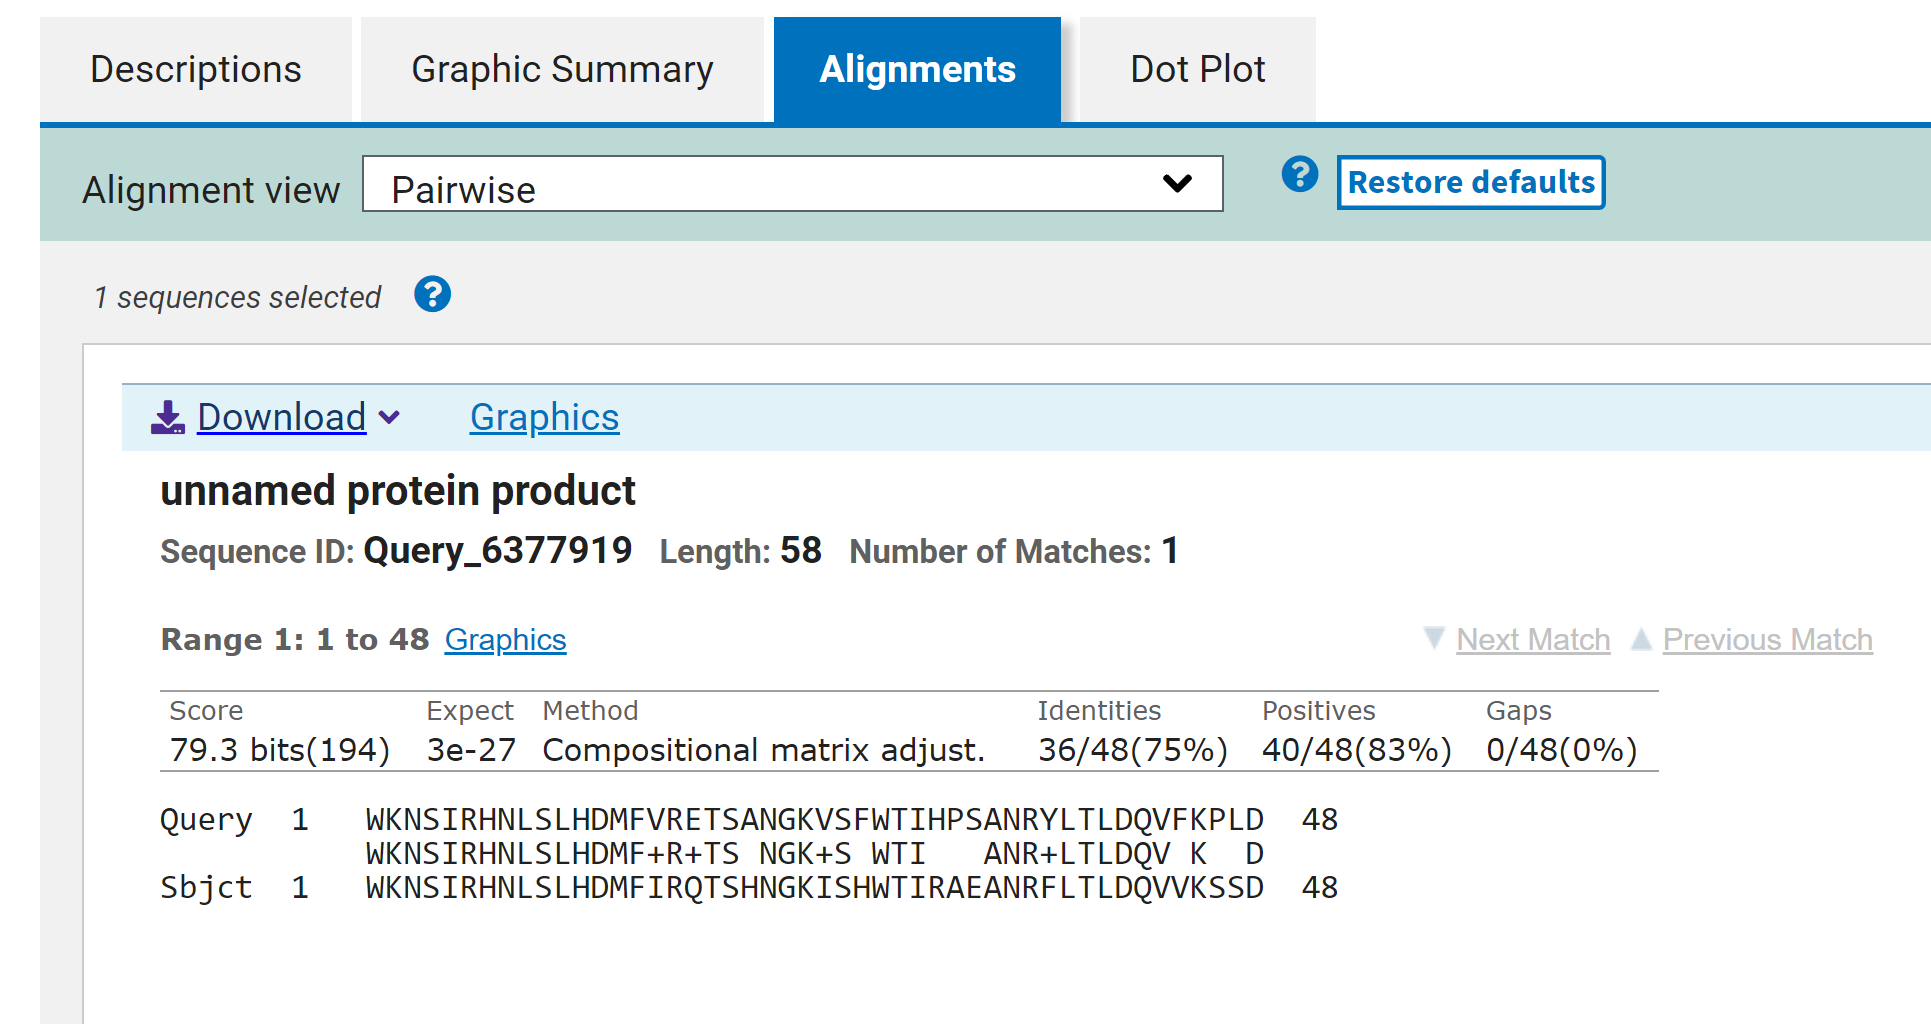 Descriptions Graphic Summary Alignments Dot Plot
Alignment view Pairwise ? Restore defaults
1 sequences selected ?
Download Graphics
unnamed protein product
Sequence ID: Query_6377919 Length: 58 Number of Matches: 1
Range 1: 1 to 48 Graphics Next Match Previous Match
Score Expect Method Identities Positives Gaps
79.3 bits(194) 3e-27 Compositional matrix adjust. 36/48(75%) 40/48(83%) 0/48(0%)
Query 1 WKNSIRHNLSLHDMFVRETSANGKVSFWTIHPSANRYLTLDQVFKPLD 48
WKNSIRHNLSLHDMF+R+TS NGK+S WTI   ANR+LTLDQV K  D
Sbjct 1 WKNSIRHNLSLHDMFIRQTSHNGKISHWTIRAEANRFLTLDQVVKSSD 48